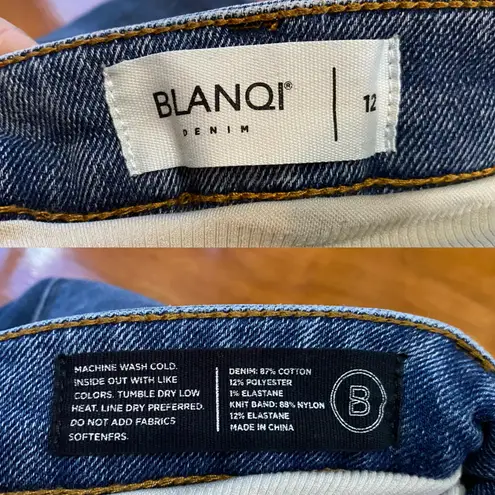 BLANQI®
DENIM
12
MACHINE WASH COLD.
INSIDE OUT WITH LIKE
COLORS. TUMBLE DRY LOW
HEAT. LINE DRY PREFERRED.
DO NOT ADD FABRICS
SOFTENERS.
DENIM: 87% COTTON
12% POLYESTER
1% ELASTANE
KNIT BAND: 88% NYLON
12% ELASTANE
MADE IN CHINA
B